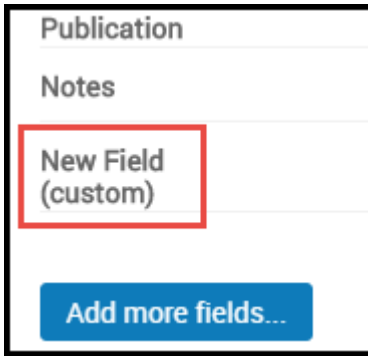 Publication
Notes
New Field
(custom)
Add more fields...